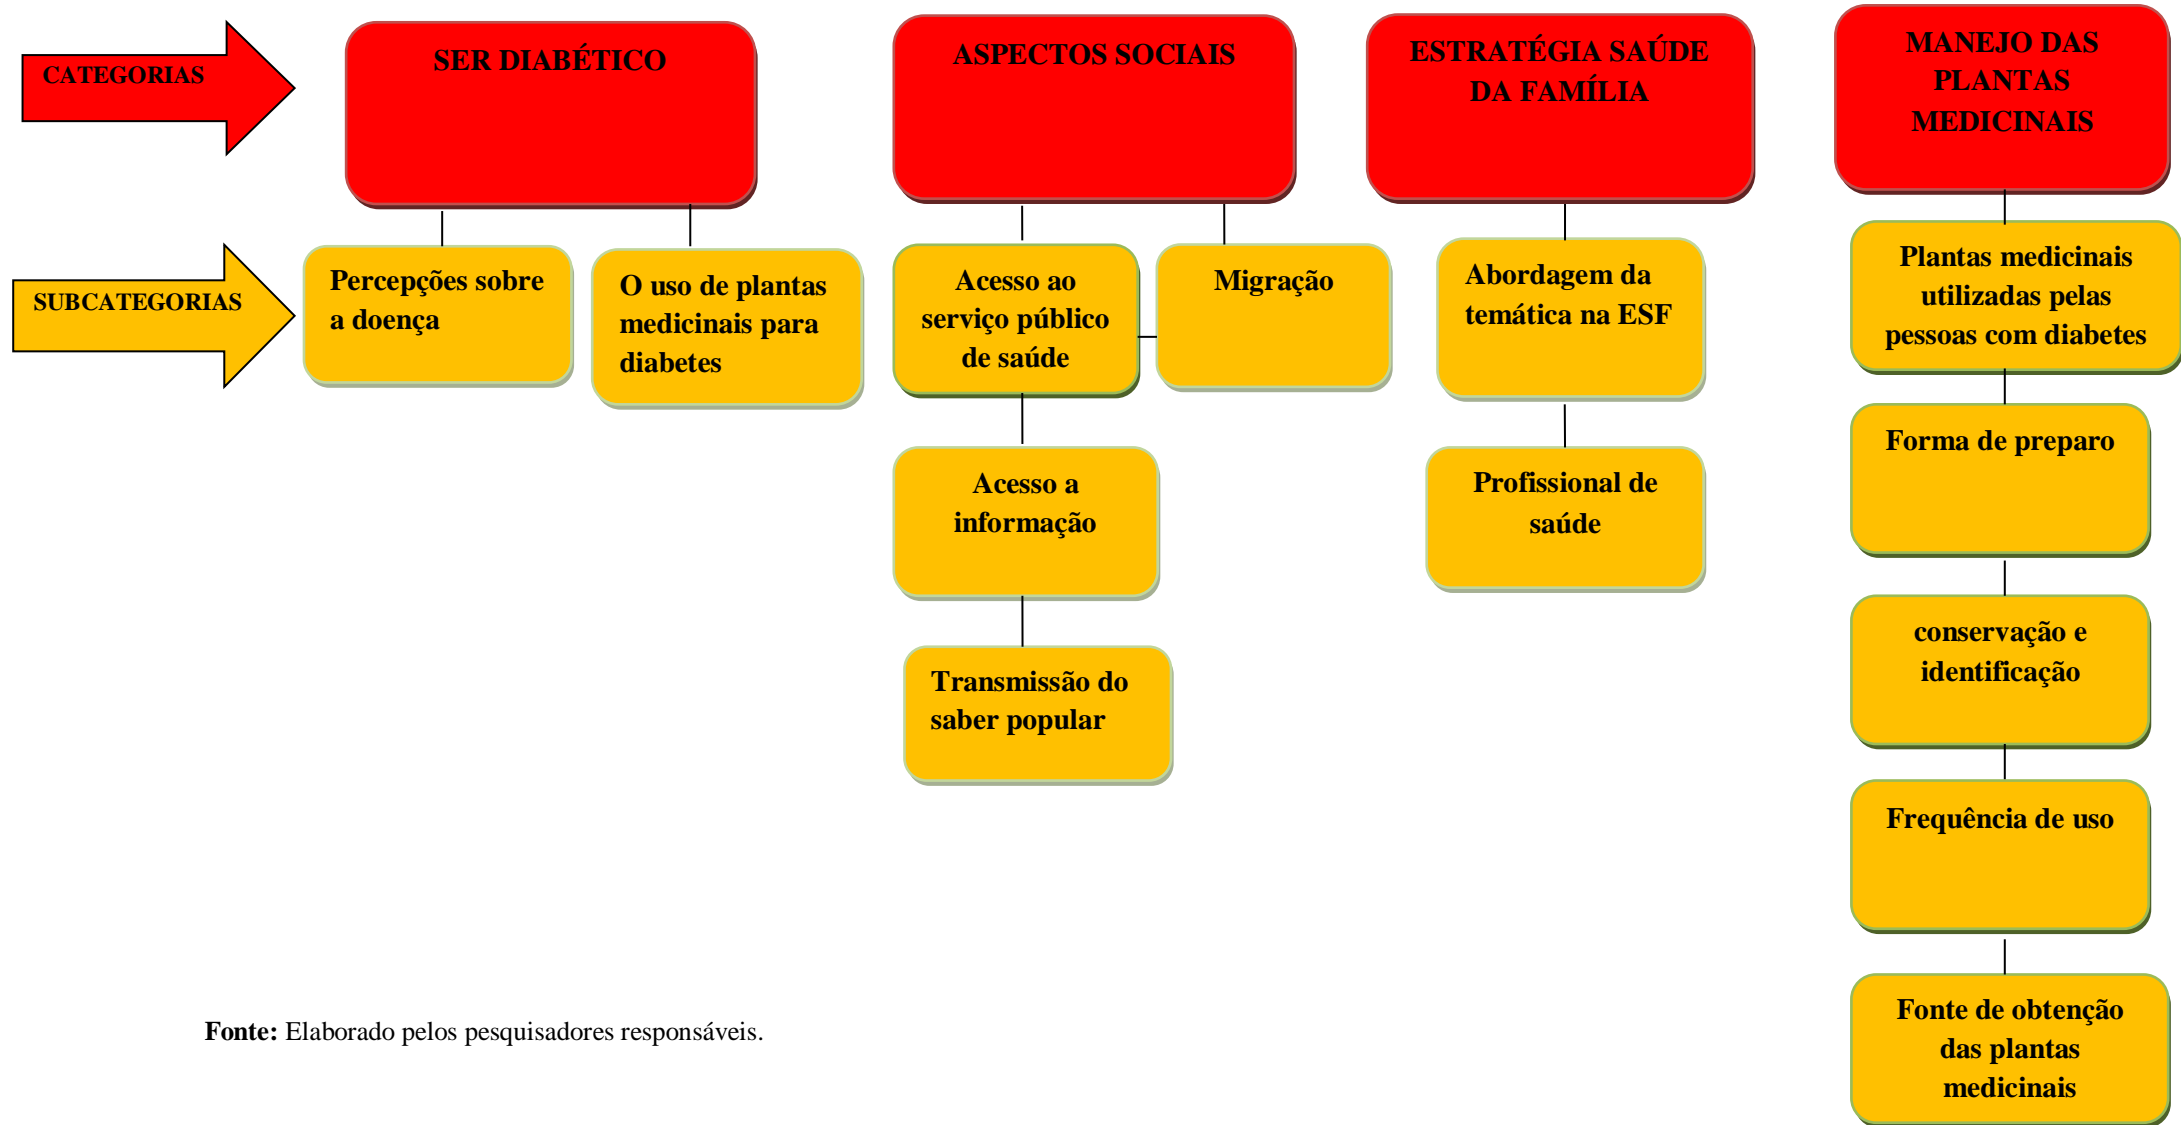 CATEGORIAS
SER DIABÉTICO
ASPECTOS SOCIAIS
ESTRATÉGIA SAÚDE
DA FAMÍLIA
MANEJO DAS
PLANTAS
MEDICINAIS
SUBCATEGORIAS
Percepções sobre
a doença
O uso de plantas
medicinais para
diabetes
Acesso ao
serviço público
de saúde
Migração
Acesso a
informação
Transmissão do
saber popular
Abordagem da
temática na ESF
Profissional de
saúde
Plantas medicinais
utilizadas pelas
pessoas com diabetes
Forma de preparo
conservação e
identificação
Frequência de uso
Fonte de obtenção
das plantas
medicinais
Fonte: Elaborado pelos pesquisadores responsáveis.